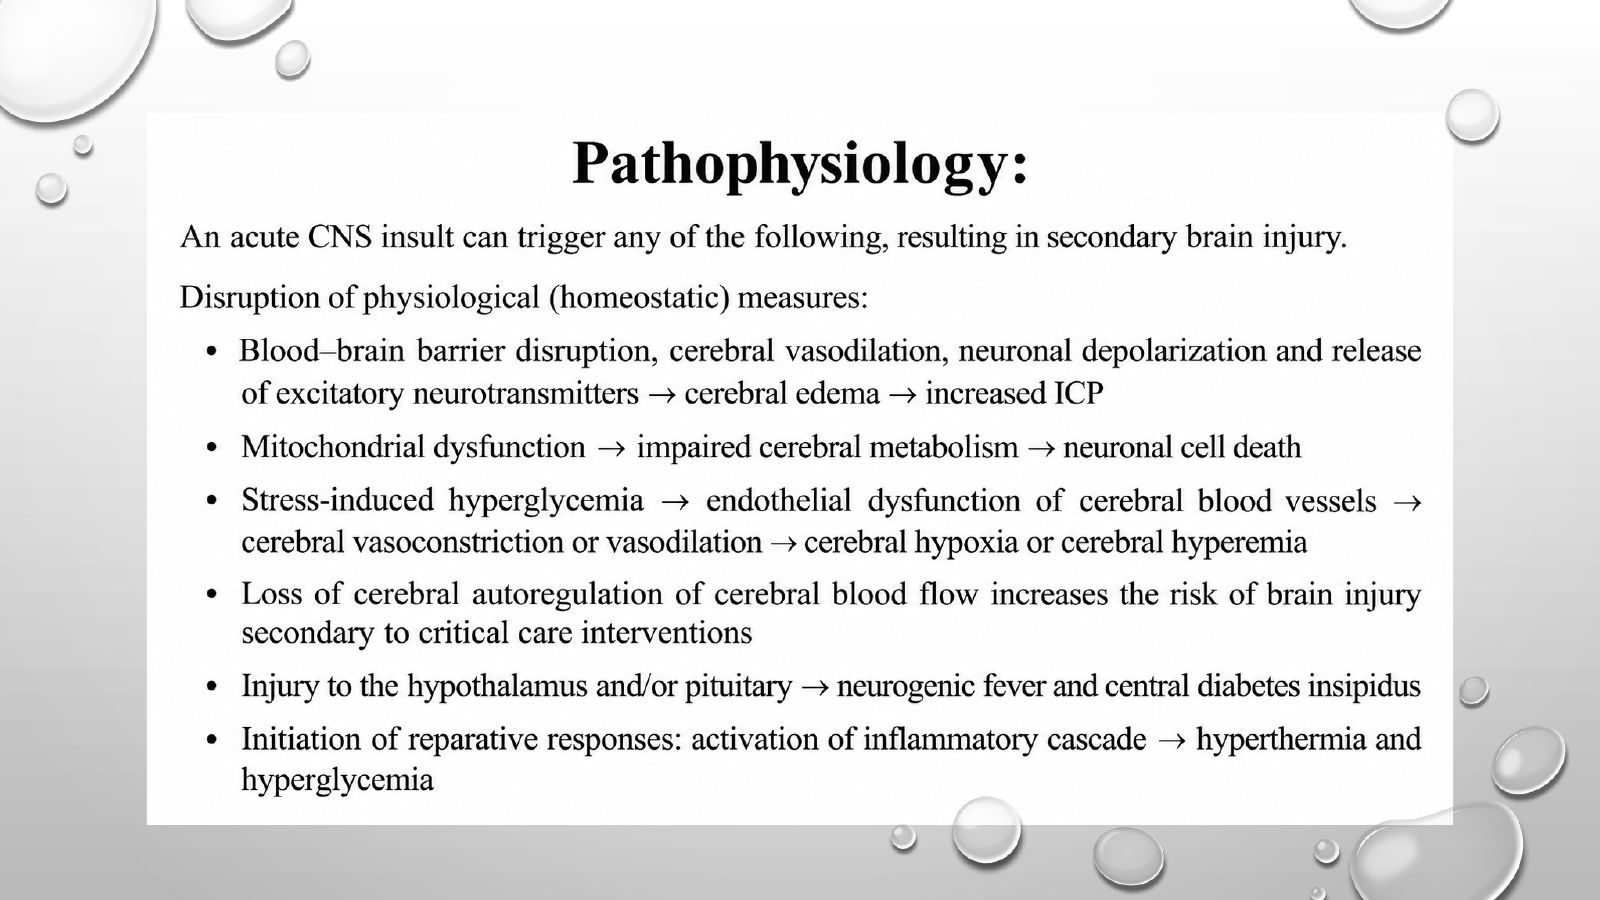 Pathophysiology:
An acute CNS insult can trigger any of the following, resulting in secondary brain injury.
Disruption of physiological (homeostatic) measures:
• Blood–brain barrier disruption, cerebral vasodilation, neuronal depolarization and release
of excitatory neurotransmitters → cerebral edema → increased ICP
• Mitochondrial dysfunction → impaired cerebral metabolism → neuronal cell death
• Stress-induced hyperglycemia → endothelial dysfunction of cerebral blood vessels →
cerebral vasoconstriction or vasodilation → cerebral hypoxia or cerebral hyperemia
• Loss of cerebral autoregulation of cerebral blood flow increases the risk of brain injury
secondary to critical care interventions
• Injury to the hypothalamus and/or pituitary → neurogenic fever and central diabetes insipidus
• Initiation of reparative responses: activation of inflammatory cascade → hyperthermia and
hyperglycemia